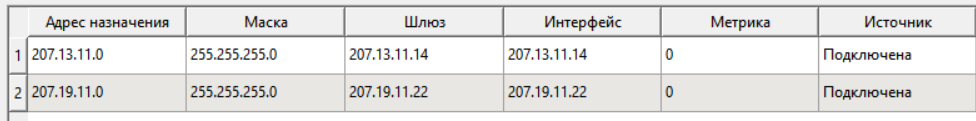 Адрес назначения Маска Шлюз Интерфейс Метрика Источник
1 207.13.11.0 255.255.255.0 207.13.11.14 207.13.11.14 0 Подключена
2 207.19.11.0 255.255.255.0 207.19.11.22 207.19.11.22 0 Подключена